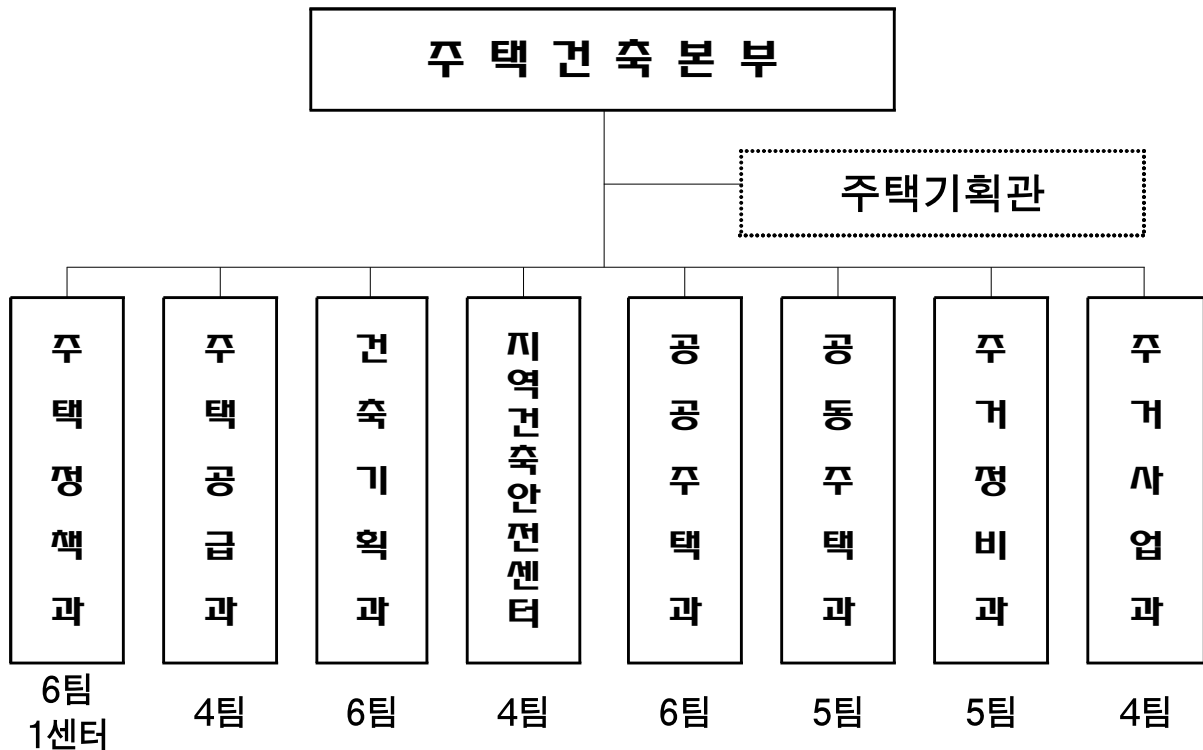 주택건축본부
주택기획관
주택정책과
주택공급과
건축기획과
지역건축안전센터
공공주택과
공동주택과
주거정비과
주거사업과
6팀
1센터
4팀
6팀
4팀
6팀
5팀
5팀
4팀